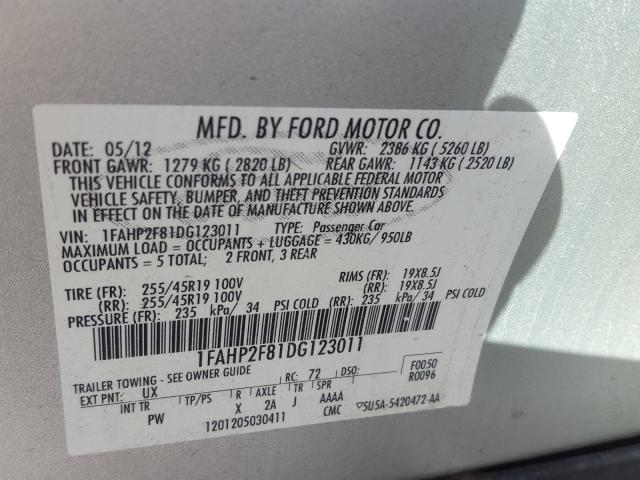 MFD. BY FORD MOTOR CO.
DATE: 05/12 GVWR: 2386 KG ( 5260 LB)
FRONT GAWR: 1279 KG ( 2820 LB) REAR GAWR: 1143 KG ( 2520 LB)
THIS VEHICLE CONFORMS TO ALL APPLICABLE FEDERAL MOTOR
VEHICLE SAFETY, BUMPER, AND THEFT PREVENTION STANDARDS
IN EFFECT ON THE DATE OF MANUFACTURE SHOWN ABOVE.
VIN: 1FAHP2F81DG123011 TYPE: Passenger Car
MAXIMUM LOAD = OCCUPANTS + LUGGAGE = 430KG/ 950LB
OCCUPANTS = 5 TOTAL; 2 FRONT, 3 REAR
TIRE (FR): 255/45R19 100V RIMS (FR): 19X8.5J
(RR): 255/45R19 100V (RR): 19X8.5J
PRESSURE (FR): 235 kPa/ 34 PSI COLD (RR): 235 kPa/ 34 PSI COLD
1FAHP2F81DG123011
TRAILER TOWING - SEE OWNER GUIDE F0050
EXT PNT: UX RC: 72 DSO: R0096
INT TR TP/PS R AXLE TR SPR
PW X 2A J AAAA
1201205030411 CMC 5U5A-5420472-AA